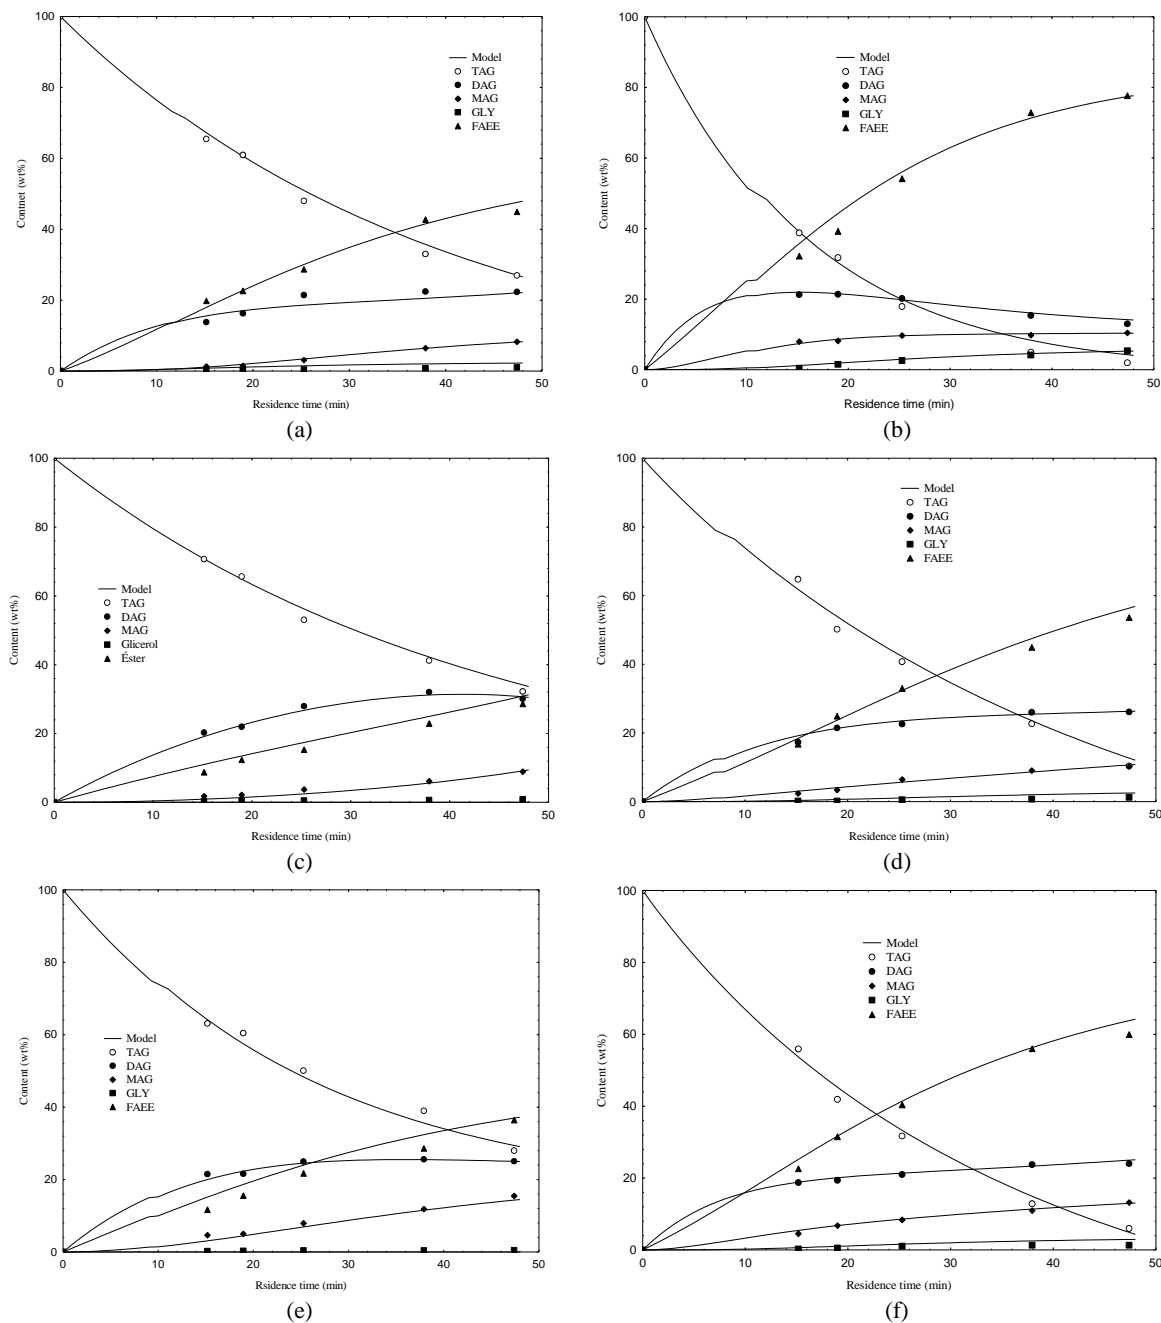 100
80
60
40
20
0
Contnet (wt%)
Model
TAG
DAG
MAG
GLY
FAEE
0 10 20 30 40 50
Residence time (min)
(a)
100
80
60
40
20
0
Content (wt%)
Model
TAG
DAG
MAG
GLY
FAEE
0 10 20 30 40 50
Residence time (min)
(b)
100
80
60
40
20
0
Content (wt%)
Model
TAG
DAG
MAG
Glicerol
Éster
0 10 20 30 40 50
Residence time (min)
(c)
100
80
60
40
20
0
Content (wt%)
Model
TAG
DAG
MAG
GLY
FAEE
0 10 20 30 40 50
Residence time (min)
(d)
100
80
60
40
20
0
Content (wt%)
Model
TAG
DAG
MAG
GLY
FAEE
0 10 20 30 40 50
Rsidence time (min)
(e)
100
80
60
40
20
0
Content (wt%)
Model
TAG
DAG
MAG
GLY
FAEE
0 10 20 30 40 50
Residence time (min)
(f)